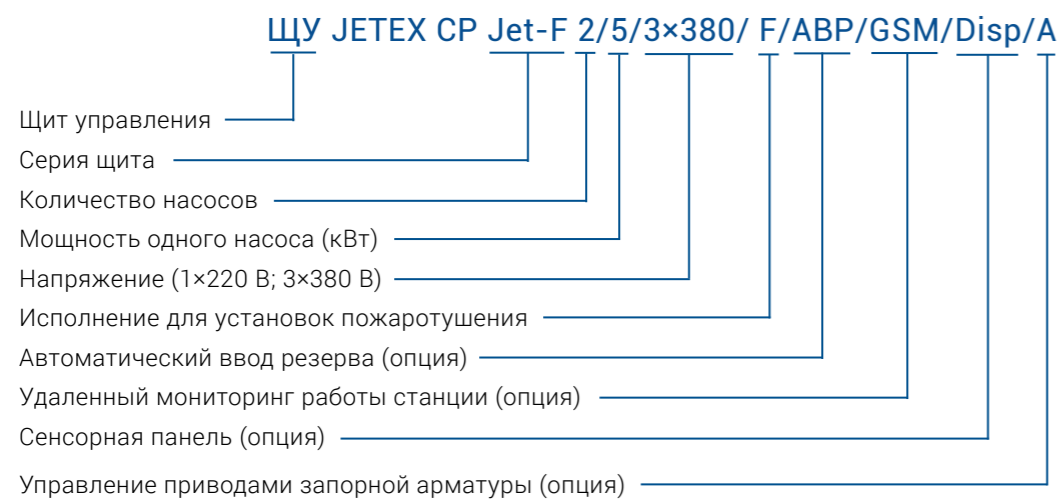 ЩУ JETEX CP Jet-F 2/5/3×380/ F/АВР/GSM/Disp/А
Щит управления
Серия щита
Количество насосов
Мощность одного насоса (кВт)
Напряжение (1×220 В; 3×380 В)
Исполнение для установок пожаротушения
Автоматический ввод резерва (опция)
Удаленный мониторинг работы станции (опция)
Сенсорная панель (опция)
Управление приводами запорной арматуры (опция)